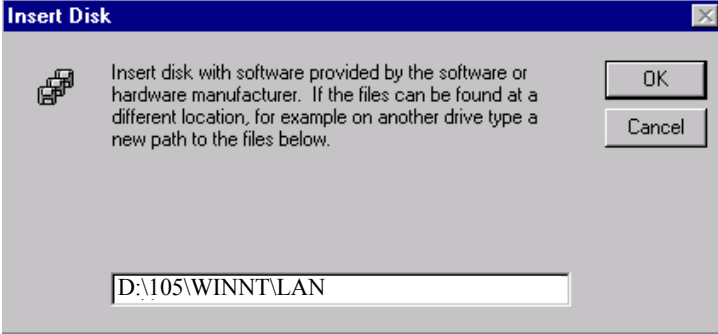 Insert Disk
Insert disk with software provided by the software or
hardware manufacturer. If the files can be found at a
different location, for example on another drive type a
new path to the files below.
OK
Cancel
D:\105\WINNT\LAN